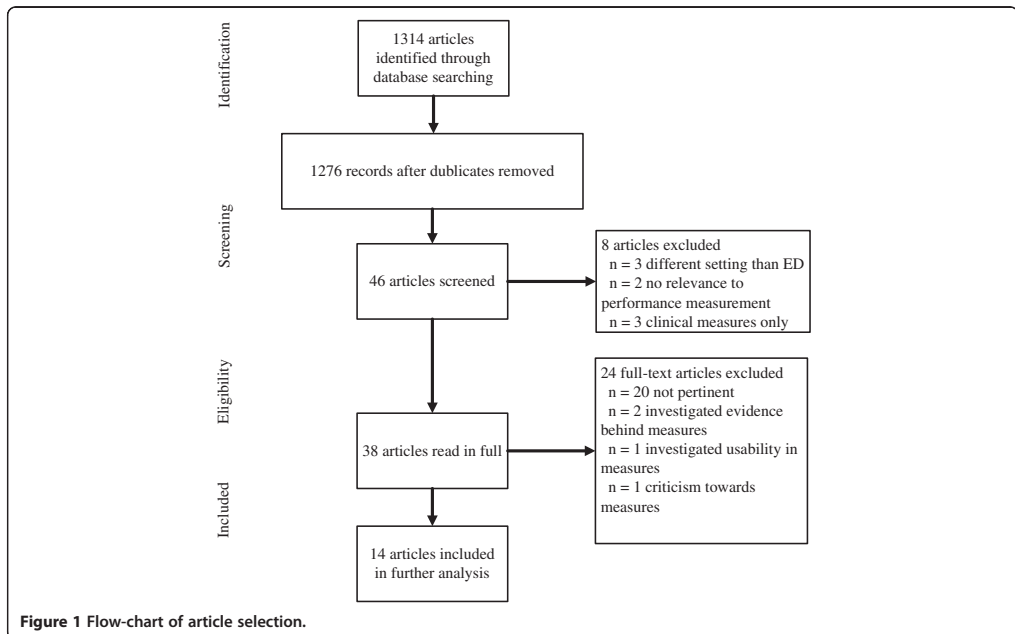 Identification
1314 articles
identified through
database searching
1276 records after dublicates removed
Screening
46 articles screened
8 articles excluded
n = 3 different setting than ED
n = 2 no relevance to
performance measurement
n = 3 clinical measures only
Eligibility
38 articles read in full
24 full-text articles excluded
n = 20 not pertinent
n = 2 investigated evidence
behind measures
n = 1 investigated usability in
measures
n = 1 criticism towards
measures
Included
14 articles included
in further analysis
Figure 1 Flow-chart of article selection.